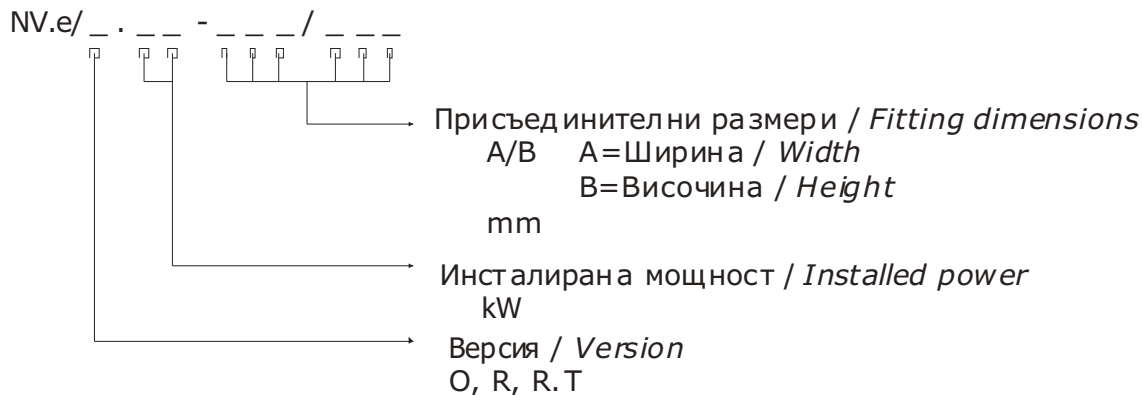 NV.e/_ . _ _ - _ _ _ / _ _ _
Присъединителни размери / Fitting dimensions
A/B A=Ширина / Width
B=Височина / Height
mm
Инсталирана мощност / Installed power
kW
Версия / Version
O, R, R.T